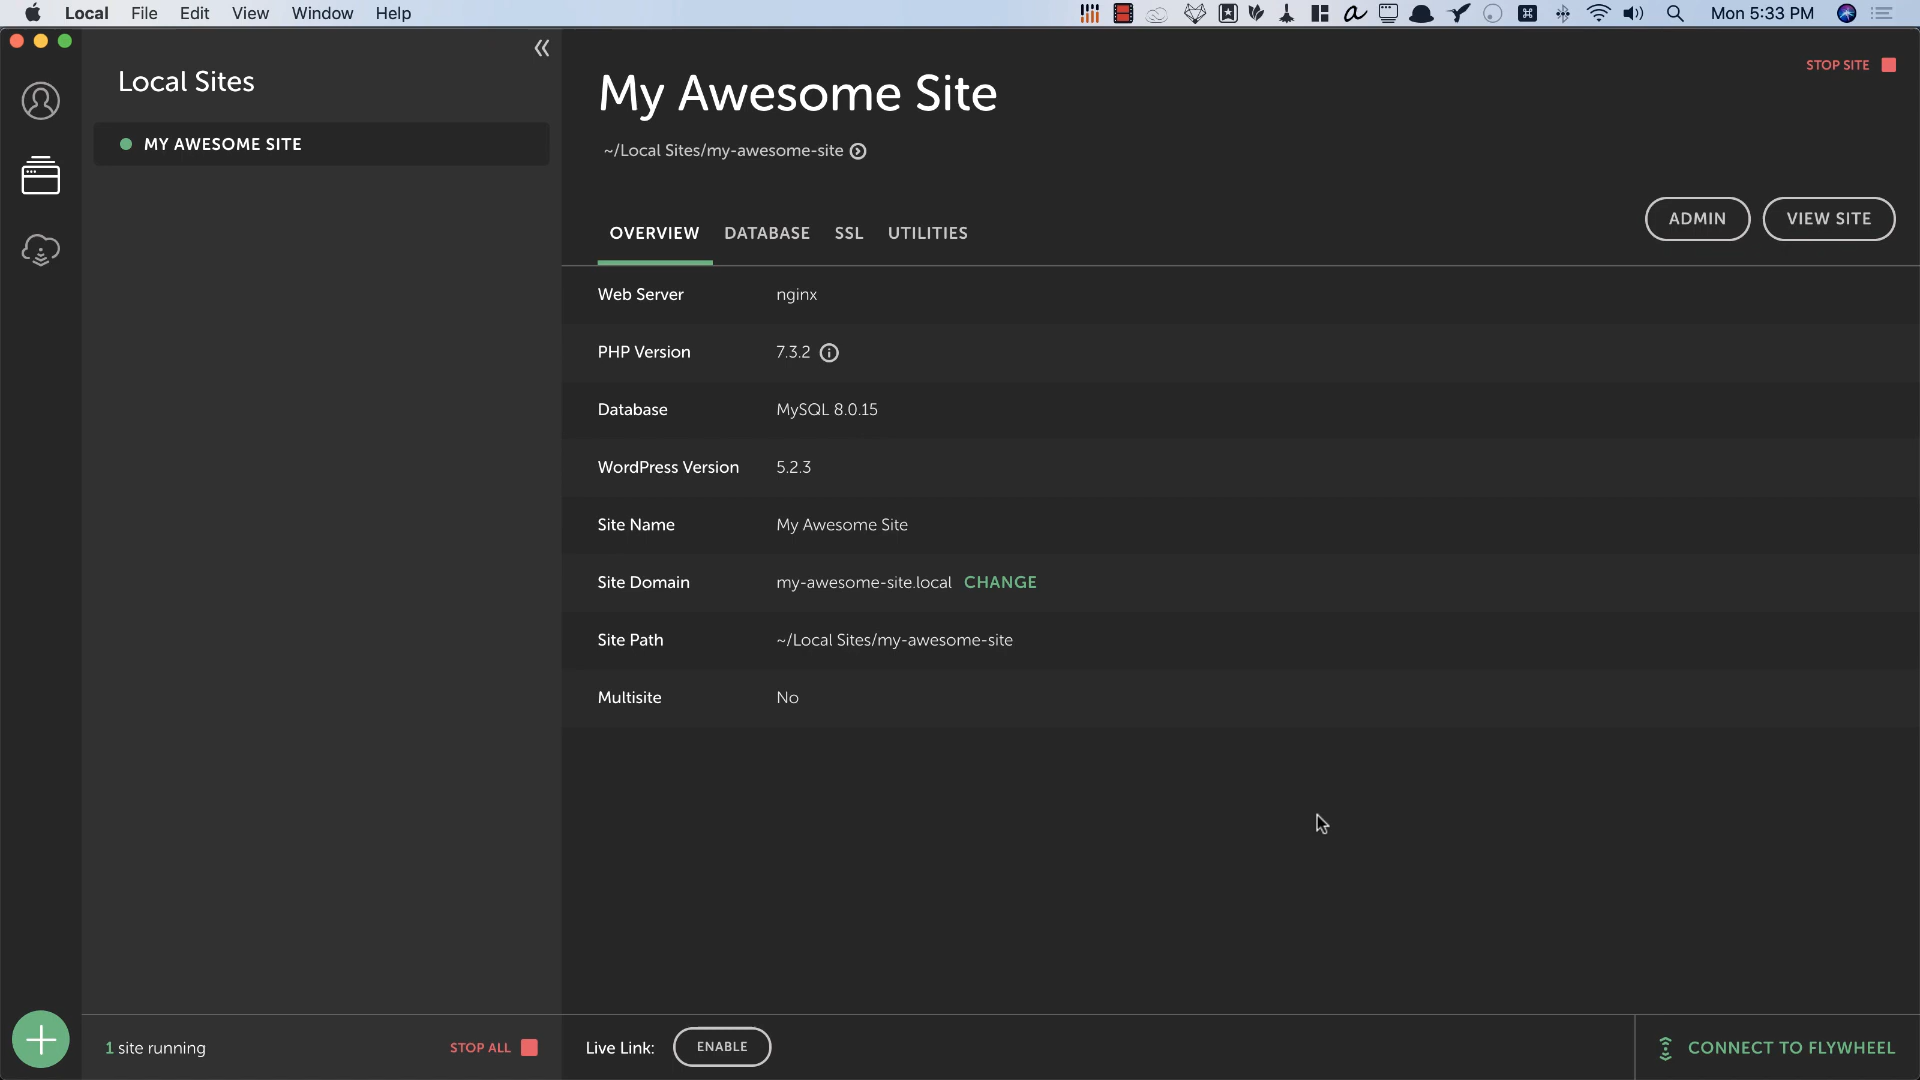 Local File Edit View Window Help Mon 5:33 PM
Local Sites
MY AWESOME SITE
My Awesome Site
STOP SITE
~/Local Sites/my-awesome-site
OVERVIEW DATABASE SSL UTILITIES
ADMIN VIEW SITE
Web Server nginx
PHP Version 7.3.2
Database MySQL 8.0.15
WordPress Version 5.2.3
Site Name My Awesome Site
Site Domain my-awesome-site.local CHANGE
Site Path ~/Local Sites/my-awesome-site
Multisite No
1 site running STOP ALL
Live Link: ENABLE
CONNECT TO FLYWHEEL